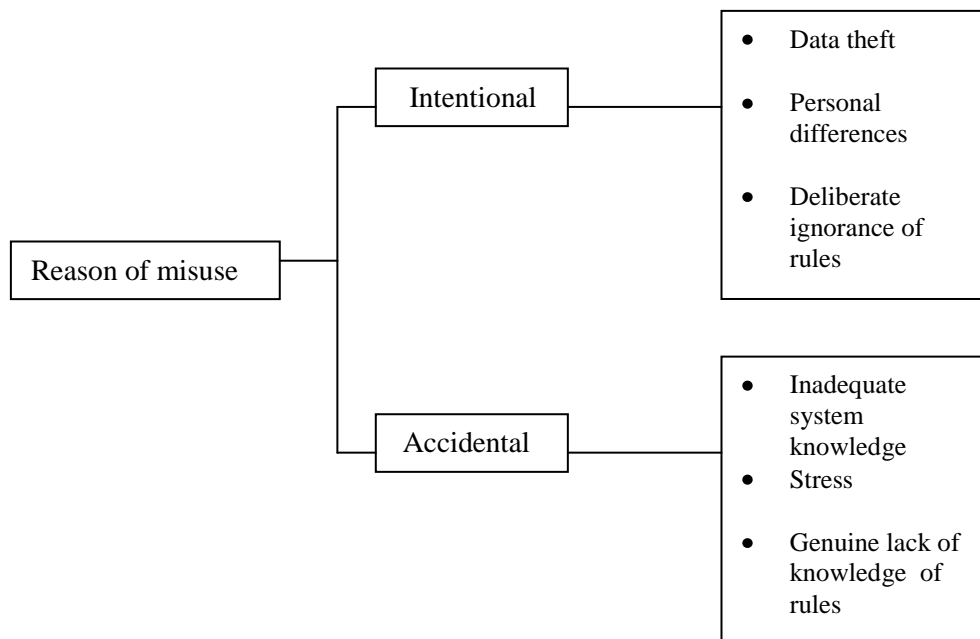 Reason of misuse
Intentional
• Data theft
• Personal
differences
• Deliberate
ignorance of
rules
Accidental
• Inadequate
system
knowledge
• Stress
• Genuine lack of
knowledge of
rules